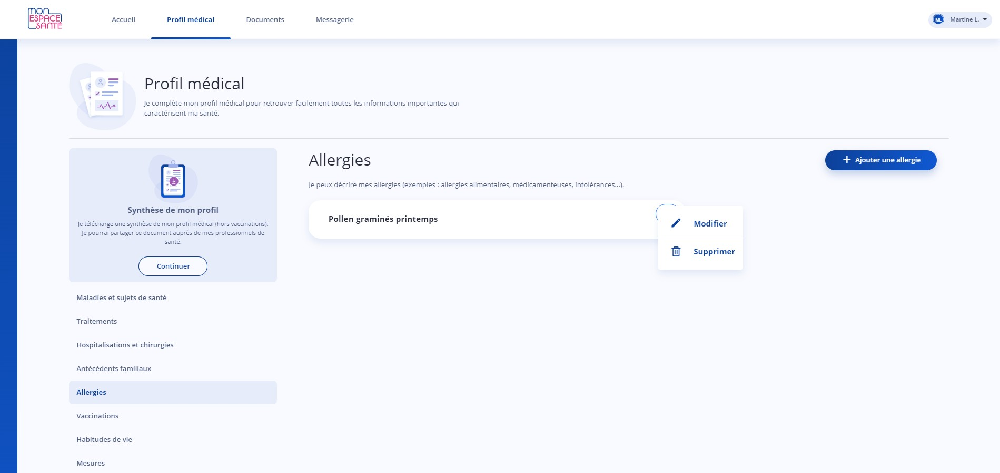 mon
ESPACE
SANTÉ
Accueil
Profil médical
Documents
Messagerie
ML
Martine L.
Profil médical
Je complète mon profil médical pour retrouver facilement toutes les informations importantes qui
caractérisent ma santé.
Synthèse de mon profil
Je télécharge une synthèse de mon profil médical (hors vaccinations).
Je pourrai partager ce document auprès de mes professionnels de
santé.
Continuer
Maladies et sujets de santé
Traitements
Hospitalisations et chirurgies
Antécédents familiaux
Allergies
Vaccinations
Habitudes de vie
Mesures
Allergies
Ajouter une allergie
Je peux décrire mes allergies (exemples : allergies alimentaires, médicamenteuses, intolérances...).
Pollen graminés printemps
Modifier
Supprimer